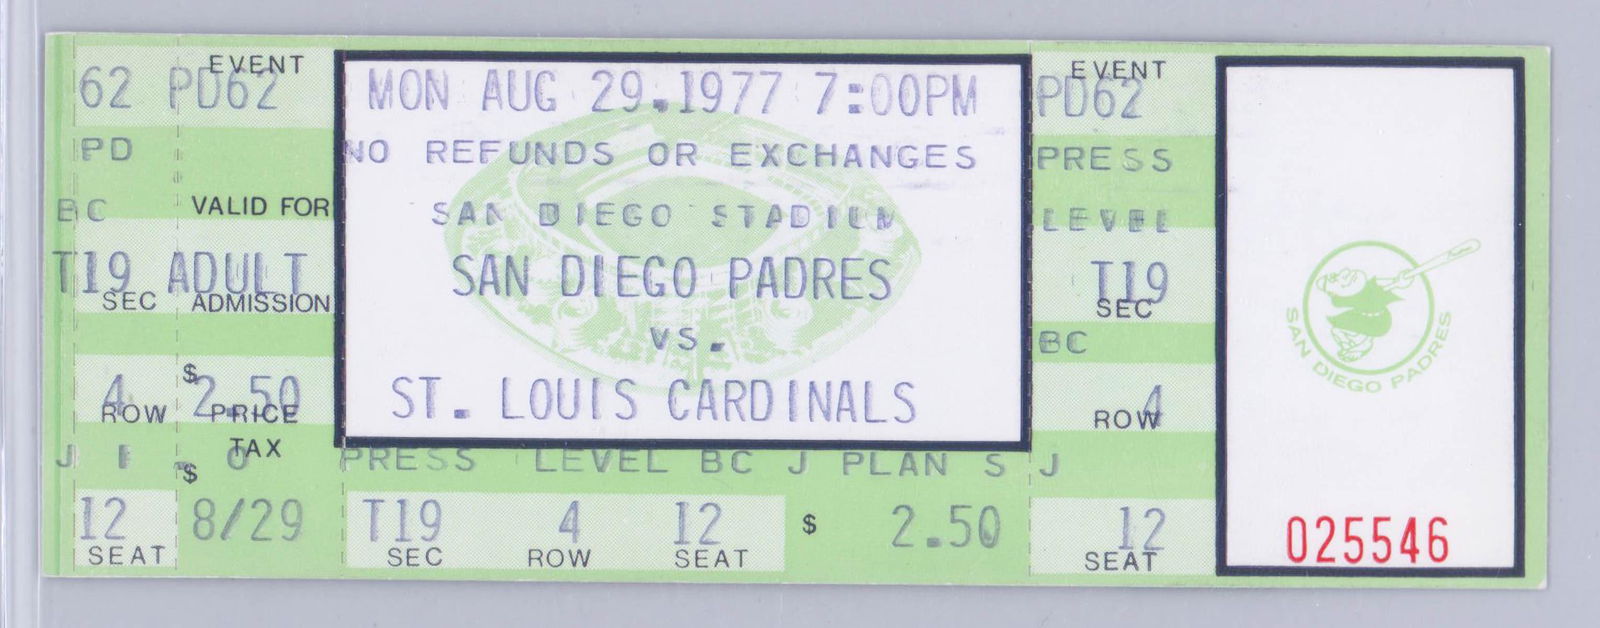 EVENT
62 PD62
PD
BC
VALID FOR
T19 ADULT
SEC ADMISSION
4 $2.50
ROW PRICE
TAX
$
12 8/29
SEAT
MON AUG 29.1977 7:00PM
NO REFUNDS OR EXCHANGES
SAN DIEGO STADIUM
SAN DIEGO PADRES
VS.
ST. LOUIS CARDINALS
PRESS LEVEL BC J PLAN S J
T19 4 12 $ 2.50
SEC ROW SEAT
EVENT
PD62
PRESS
LEVEL
T19
SEC
BC
4
ROW
12
SEAT
SAN DIEGO PADRES
025546